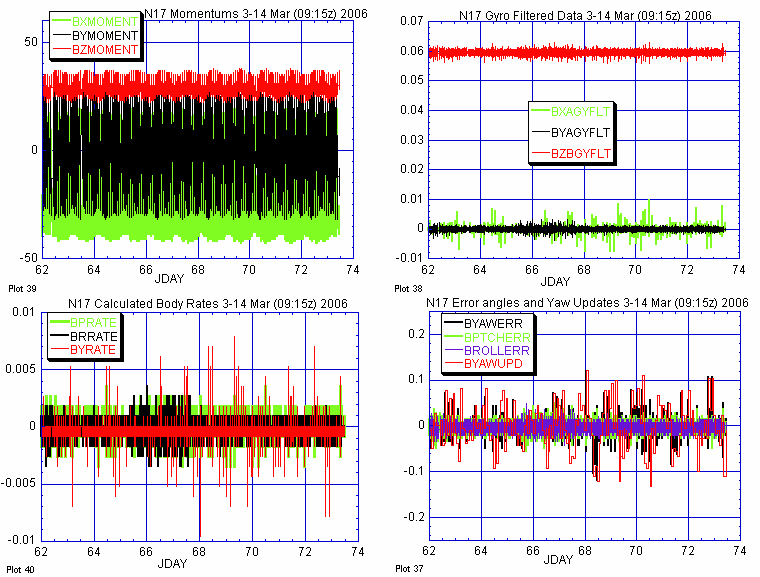 N17 Momentums 3-14 Mar (09:15z) 2006
BXMOMENT
BYMOMENT
BZMOMENT
50
0
-50
62 64 66 68 70 72 74
JDAY
Plot 39
N17 Gyro Filtered Data 3-14 Mar (09:15z) 2006
0.07
0.06
0.05
0.04
0.03
0.02
0.01
0
-0.01
BXAGYFLT
BYAGYFLT
BZBGYFLT
62 64 66 68 70 72 74
JDAY
Plot 38
N17 Calculated Body Rates 3-14 Mar (09:15z) 2006
BPRATE
BRRATE
BYRATE
0.01
0.005
0
-0.005
-0.01
62 64 66 68 70 72 74
JDAY
Plot 40
N17 Error angles and Yaw Updates 3-14 Mar (09:15z) 2006
BYAWERR
BPTCHERR
BROLLERR
BYAWUPD
0.2
0.1
0
-0.1
-0.2
62 64 66 68 70 72 74
JDAY
Plot 37